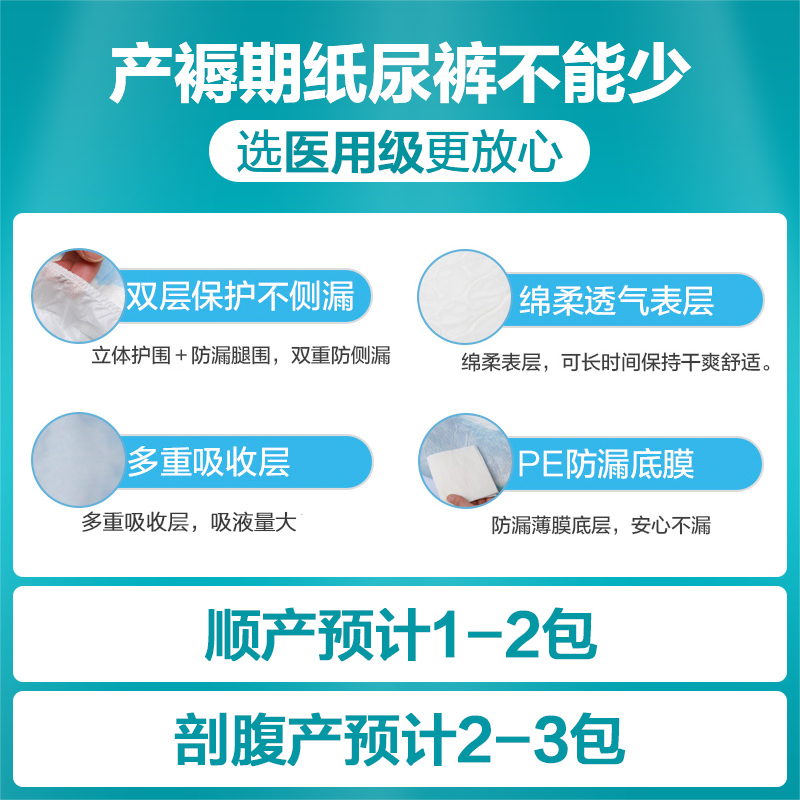 产褥期纸尿裤不能少
选医用级更放心
双层保护不侧漏
立体护围+防漏腿围，双重防侧漏
绵柔透气表层
绵柔表层，可长时间保持干爽舒适。
多重吸收层
多重吸收层，吸液量大
PE防漏底膜
防漏薄膜底层，安心不漏
顺产预计1-2包
剖腹产预计2-3包